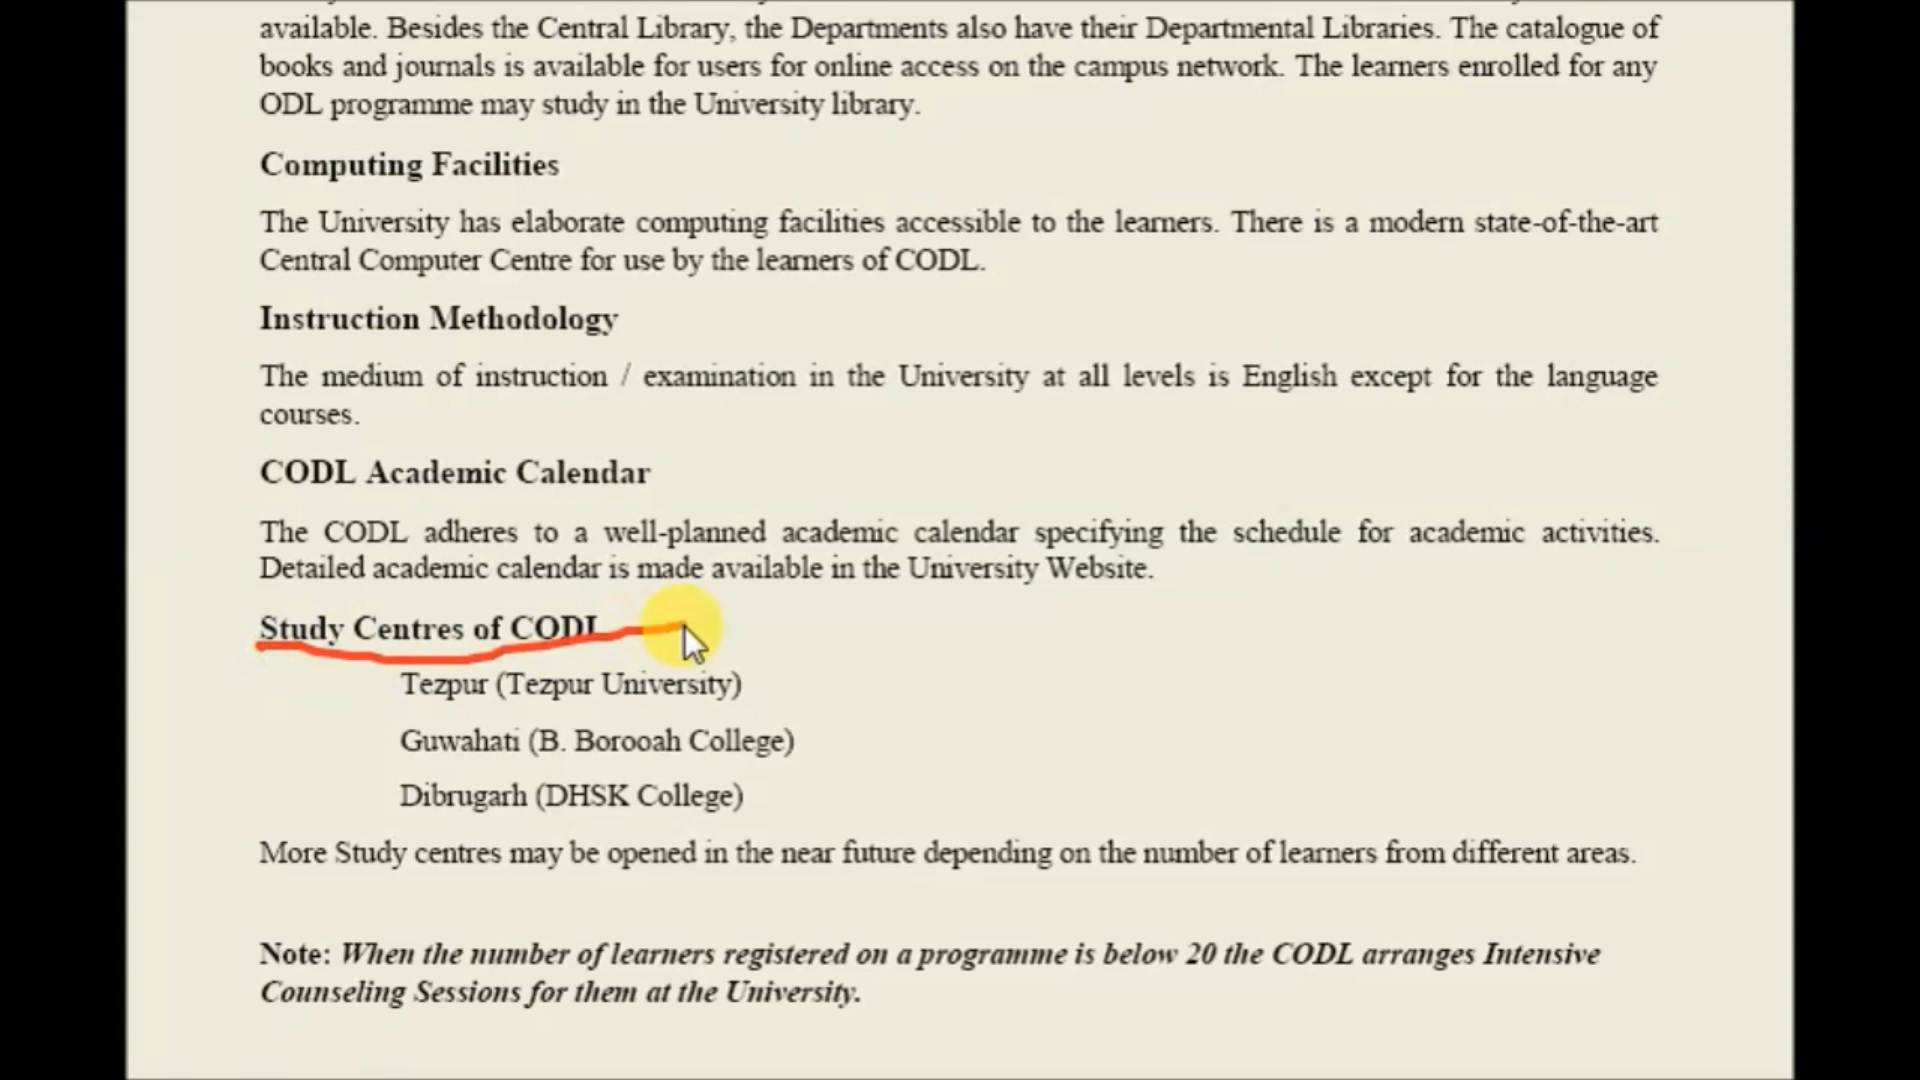 available. Besides the Central Library, the Departments also have their Departmental Libraries. The catalogue of
books and journals is available for users for online access on the campus network. The learners enrolled for any
ODL programme may study in the University library.
Computing Facilities
The University has elaborate computing facilities accessible to the learners. There is a modern state-of-the-art
Central Computer Centre for use by the learners of CODL.
Instruction Methodology
The medium of instruction / examination in the University at all levels is English except for the language
courses.
CODL Academic Calendar
The CODL adheres to a well-planned academic calendar specifying the schedule for academic activities.
Detailed academic calendar is made available in the University Website.
Study Centres of CODL
Tezpur (Tezpur University)
Guwahati (B. Borooah College)
Dibrugarh (DHSK College)
More Study centres may be opened in the near future depending on the number of learners from different areas.
Note: When the number of learners registered on a programme is below 20 the CODL arranges Intensive
Counseling Sessions for them at the University.